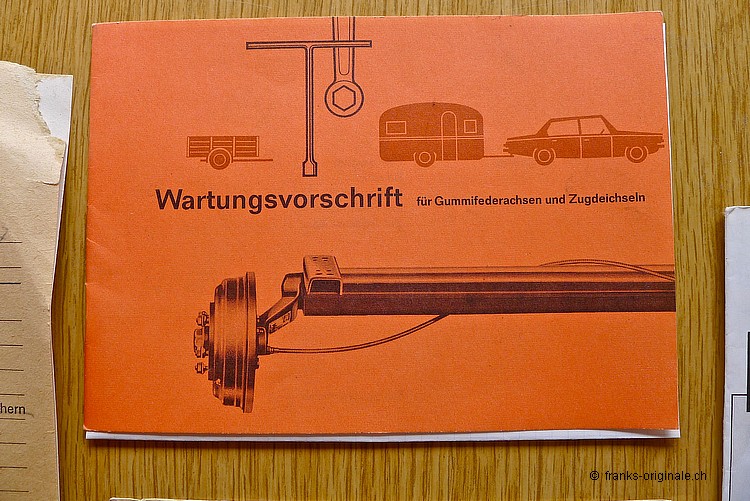 Wartungsvorschrift für Gummifederachsen und Zugdeichseln
hern
© franks-originale.ch